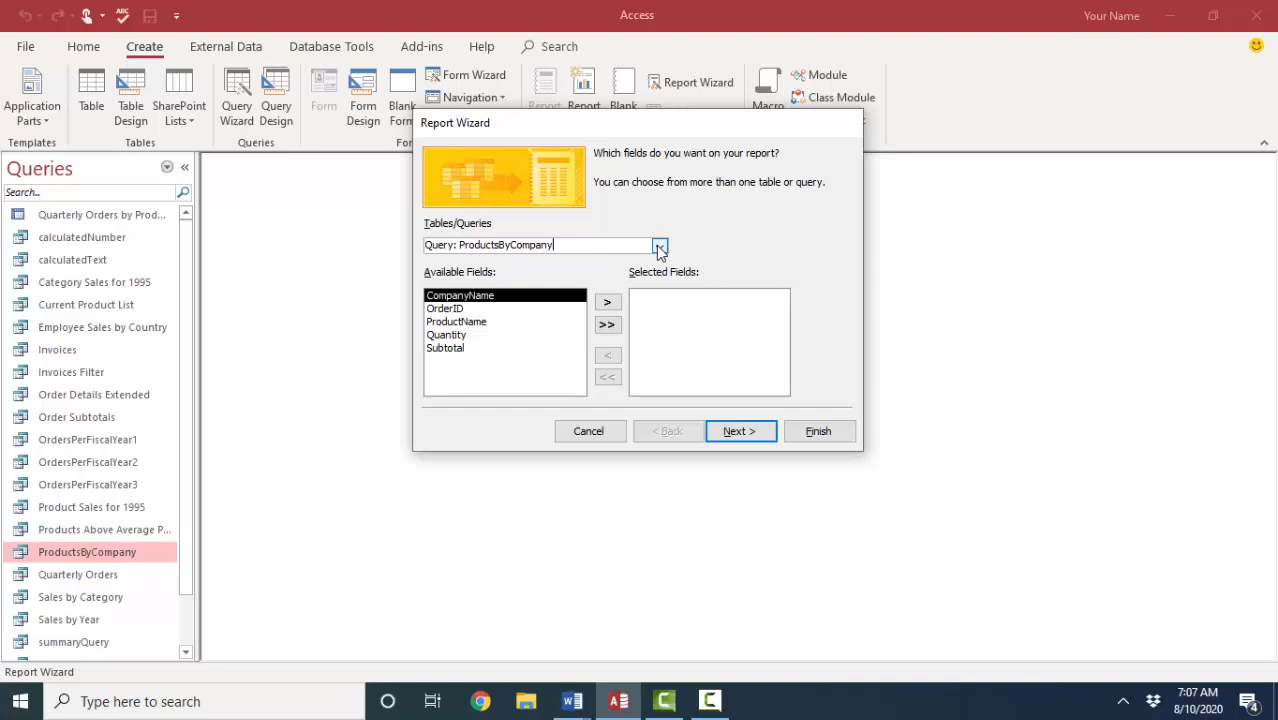 Access
Your Name
File
Home
Create
External Data
Database Tools
Add-ins
Help
Search
Application Parts
Table
Table Design
SharePoint Lists
Query Wizard
Query Design
Form
Form Design
Blank
Form Wizard
Navigation
Report
Report
Blank
Report Wizard
Macro
Module
Class Module
Templates
Tables
Queries
Queries
Search...
Quarterly Orders by Prod...
calculatedNumber
calculatedText
Category Sales for 1995
Current Product List
Employee Sales by Country
Invoices
Invoices Filter
Order Details Extended
Order Subtotals
OrdersPerFiscalYear1
OrdersPerFiscalYear2
OrdersPerFiscalYear3
Product Sales for 1995
Products Above Average P...
ProductsByCompany
Quarterly Orders
Sales by Category
Sales by Year
summaryQuery
Report Wizard
Which fields do you want on your report?
You can choose from more than one table or query.
Tables/Queries
Query: ProductsByCompany
Available Fields:
Selected Fields:
CompanyName
OrderID
ProductName
Quantity
Subtotal
>
>>
<
<<
Cancel
< Back
Next >
Finish
Report Wizard
Type here to search
7:07 AM
8/10/2020
4